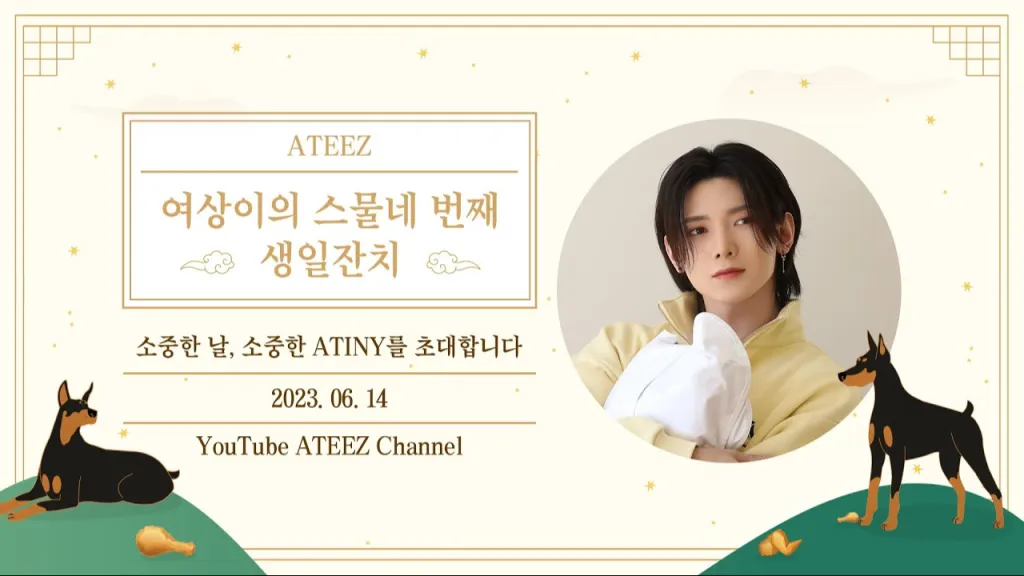 ATEEZ
여상이의 스물네 번째
생일잔치
소중한 날, 소중한 ATINY를 초대합니다
2023. 06. 14
YouTube ATEEZ Channel